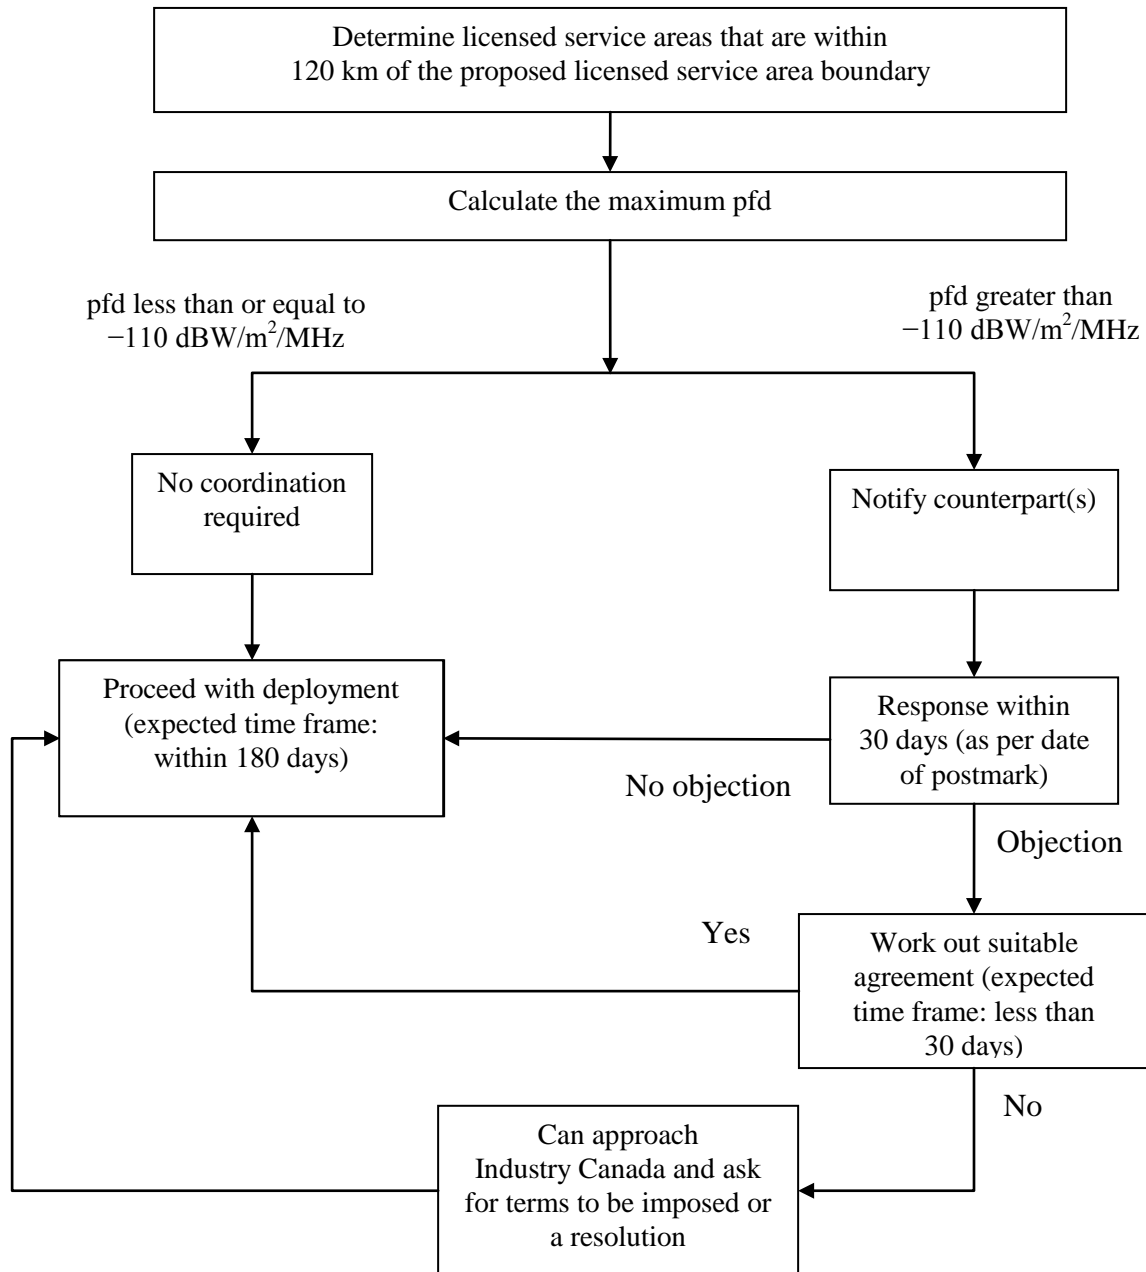 Determine licensed service areas that are within
120 km of the proposed licensed service area boundary
Calculate the maximum pfd
pfd less than or equal to
−110 dBW/m²/MHz
pfd greater than
−110 dBW/m²/MHz
No coordination
required
Notify counterpart(s)
Proceed with deployment
(expected time frame:
within 180 days)
Response within
30 days (as per date
of postmark)
No objection
Objection
Yes
Work out suitable
agreement (expected
time frame: less than
30 days)
No
Can approach
Industry Canada and ask
for terms to be imposed or
a resolution